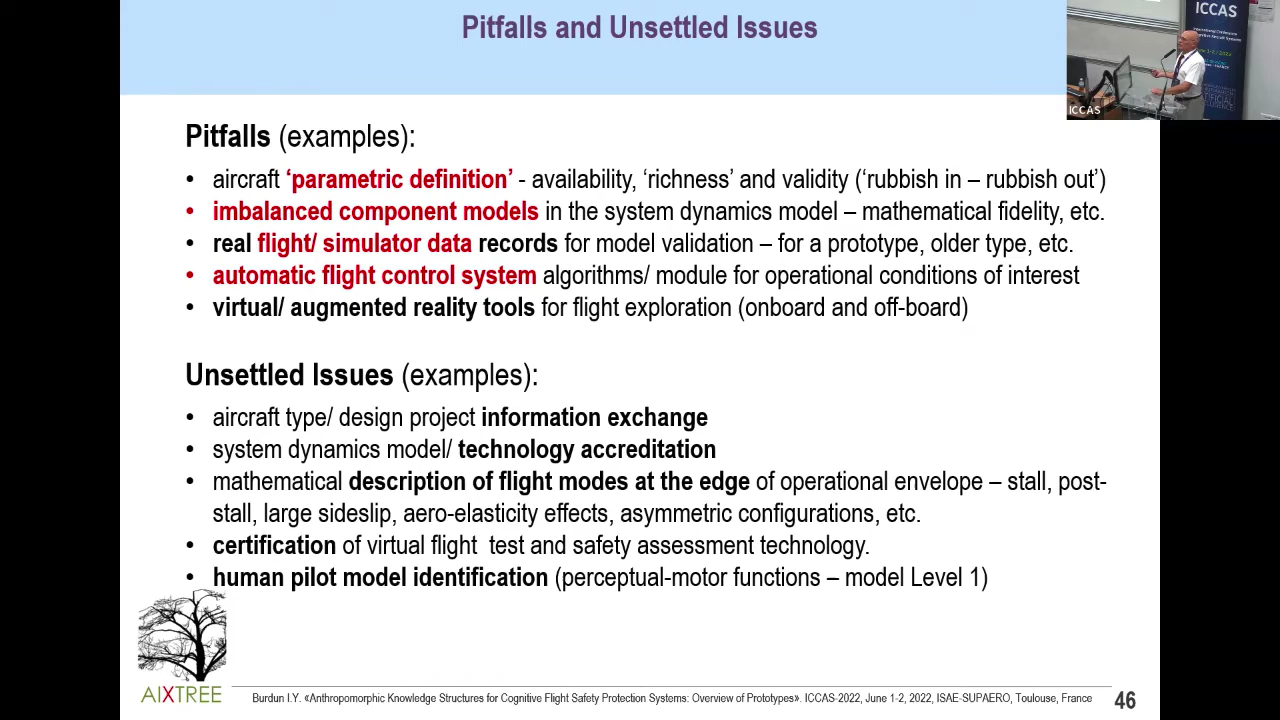 Pitfalls and Unsettled Issues
ICCAS
ICCAS
Pitfalls (examples):
• aircraft ‘parametric definition’ - availability, ‘richness’ and validity (‘rubbish in – rubbish out’)
• imbalanced component models in the system dynamics model – mathematical fidelity, etc.
• real flight/ simulator data records for model validation – for a prototype, older type, etc.
• automatic flight control system algorithms/ module for operational conditions of interest
• virtual/ augmented reality tools for flight exploration (onboard and off-board)
Unsettled Issues (examples):
• aircraft type/ design project information exchange
• system dynamics model/ technology accreditation
• mathematical description of flight modes at the edge of operational envelope – stall, post-
stall, large sideslip, aero-elasticity effects, asymmetric configurations, etc.
• certification of virtual flight test and safety assessment technology.
• human pilot model identification (perceptual-motor functions – model Level 1)
AIXTREE
Burdun I.Y. «Anthropomorphic Knowledge Structures for Cognitive Flight Safety Protection Systems: Overview of Prototypes». ICCAS-2022, June 1-2, 2022, ISAE-SUPAERO, Toulouse, France
46